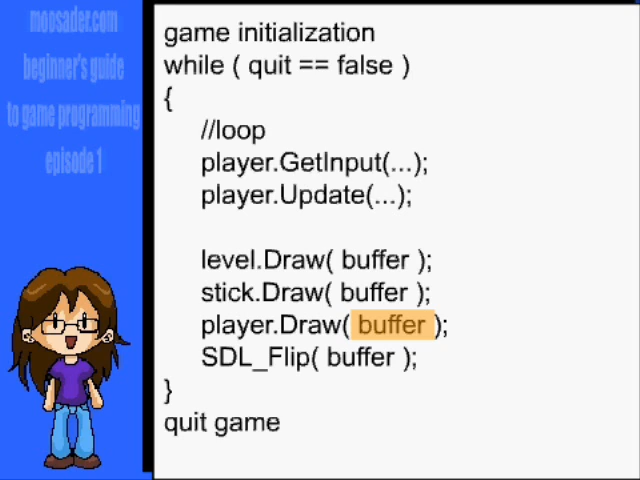 moosader.com
beginner's guide
to game programming
episode 1
game initialization
while ( quit == false )
{
//loop
player.GetInput(...);
player.Update(...);
level.Draw( buffer );
stick.Draw( buffer );
player.Draw( buffer );
SDL_Flip( buffer );
}
quit game